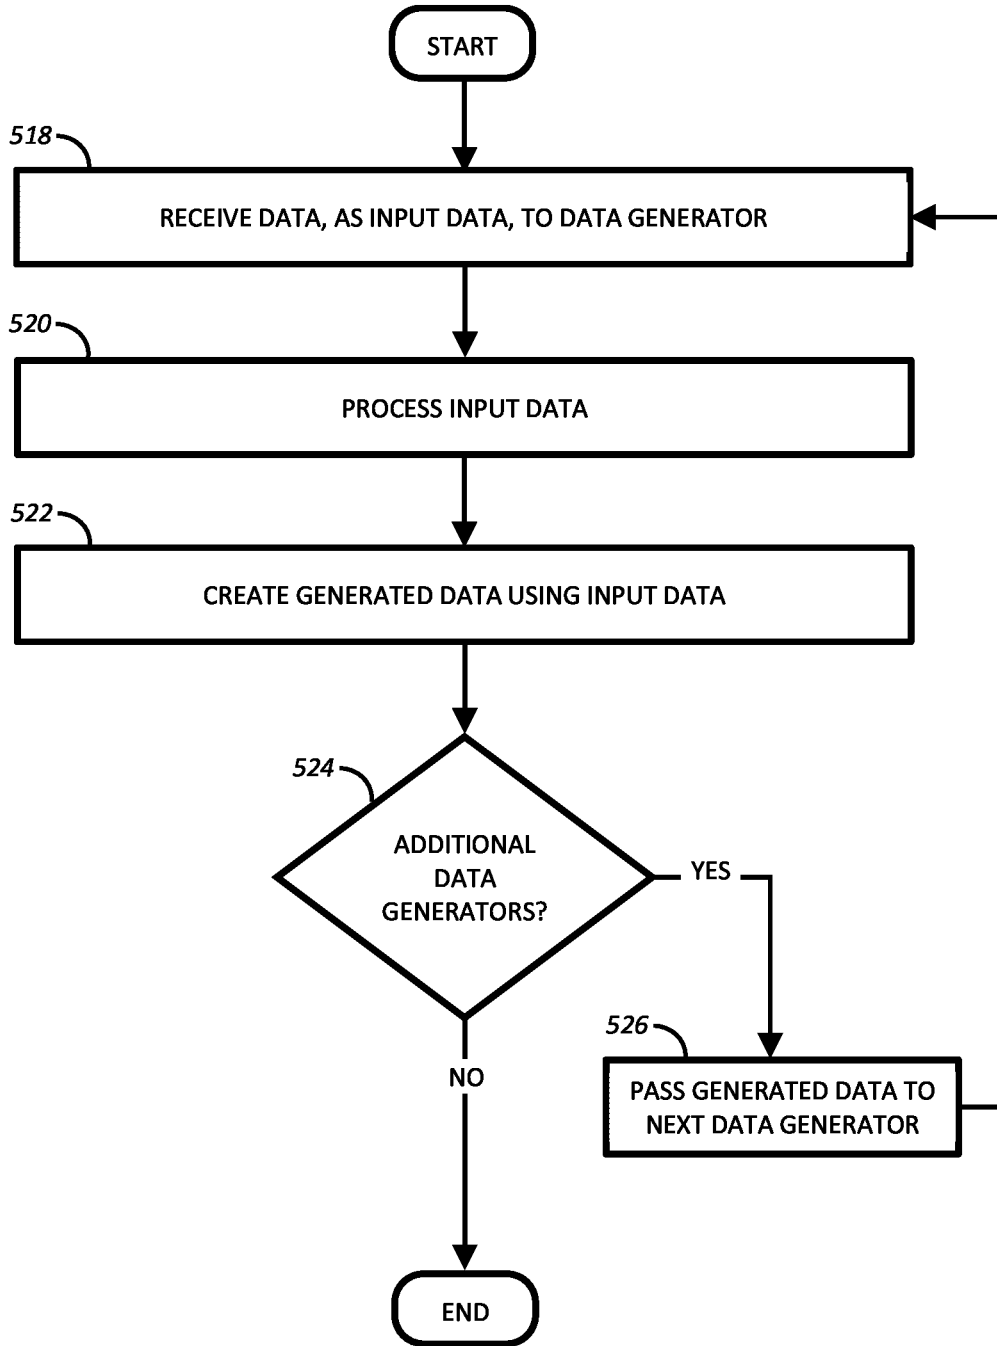 START
518
RECEIVE DATA, AS INPUT DATA, TO DATA GENERATOR
520
PROCESS INPUT DATA
522
CREATE GENERATED DATA USING INPUT DATA
524
ADDITIONAL
DATA
GENERATORS?
YES
526
PASS GENERATED DATA TO
NEXT DATA GENERATOR
NO
END